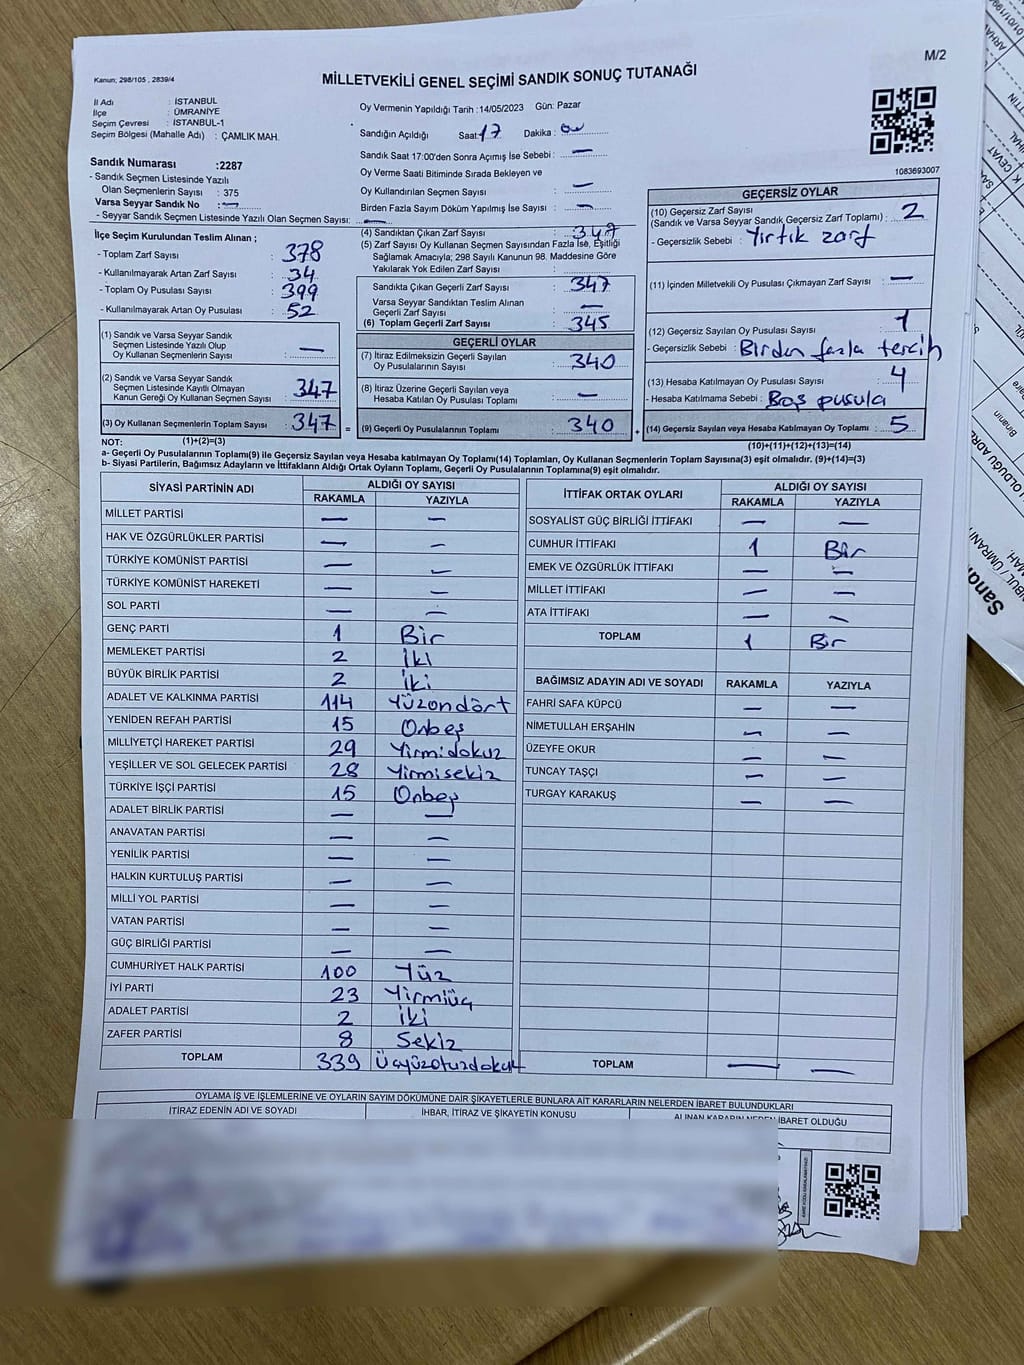 Kanun; 298/105 , 2839/4
MİLLETVEKİLİ GENEL SEÇİMİ SANDIK SONUÇ TUTANAĞI
M/2
İl Adı : İSTANBUL
İlçe : ÜMRANİYE
Seçim Çevresi : İSTANBUL-1
Seçim Bölgesi (Mahalle Adı) : ÇAMLIK MAH.
Oy Vermenin Yapıldığı Tarih :14/05/2023 Gün: Pazar
Sandığın Açıldığı Saat: 17 Dakika :
Sandık Saat 17:00'den Sonra Açımış İse Sebebi : —
Oy Verme Saati Bitiminde Sırada Bekleyen ve
Oy Kullandırılan Seçmen Sayısı : —
Birden Fazla Sayım Döküm Yapılmış İse Sayısı : —
1083693007
Sandık Numarası :2287
- Sandık Seçmen Listesinde Yazılı
Olan Seçmenlerin Sayısı : 375
Varsa Seyyar Sandık No : —
- Seyyar Sandık Seçmen Listesinde Yazılı Olan Seçmen Sayısı: —
İlçe Seçim Kurulundan Teslim Alınan ;
- Toplam Zarf Sayısı : 378
- Kullanılmayarak Artan Zarf Sayısı : 34
- Toplam Oy Pusulası Sayısı : 399
- Kullanılmayarak Artan Oy Pusulası : 52
(1) Sandık ve Varsa Seyyar Sandık
Seçmen Listesinde Yazılı Olup
Oy Kullanan Seçmenlerin Sayısı : —
(2) Sandık ve Varsa Seyyar Sandık
Seçmen Listesinde Kayıtlı Olmayan
Kanun Gereği Oy Kullanan Seçmen Sayısı : 347
(3) Oy Kullanan Seçmenlerin Toplam Sayısı : 347 =
(4) Sandıktan Çıkan Zarf Sayısı : 347
(5) Zarf Sayısı Oy Kullanan Seçmen Sayısından Fazla İse, Eşitliği
Sağlamak Amacıyla; 298 Sayılı Kanunun 98. Maddesine Göre
Yakılarak Yok Edilen Zarf Sayısı :
Sandıkta Çıkan Geçerli Zarf Sayısı : 347
Varsa Seyyar Sandıktan Teslim Alınan
Geçerli Zarf Sayısı : —
(6) Toplam Geçerli Zarf Sayısı : 345
GEÇERLİ OYLAR
(7) İtiraz Edilmeksizin Geçerli Sayılan
Oy Pusulalarının Sayısı : 340
(8) İtiraz Üzerine Geçerli Sayılan veya
Hesaba Katılan Oy Pusulası Toplamı : —
(9) Geçerli Oy Pusulalarının Toplamı : 340 +
GEÇERSİZ OYLAR
(10) Geçersiz Zarf Sayısı
(Sandık ve Varsa Seyyar Sandık Geçersiz Zarf Toplamı) : 2
- Geçersizlik Sebebi : Yırtık zarf
(11) İçinden Milletvekili Oy Pusulası Çıkmayan Zarf Sayısı : —
(12) Geçersiz Sayılan Oy Pusulası Sayısı : 1
- Geçersizlik Sebebi : Birden fazla tercih
(13) Hesaba Katılmayan Oy Pusulası Sayısı : 4
- Hesaba Katılmama Sebebi : Boş pusula
(14) Geçersiz Sayılan veya Hesaba Katılmayan Oy Toplamı : 5
NOT: (1)+(2)=(3) (10)+(11)+(12)+(13)=(14)
a- Geçerli Oy Pusulalarının Toplamı(9) ile Geçersiz Sayılan veya Hesaba katılmayan Oy Toplamı(14) Toplamları, Oy Kullanan Seçmenlerin Toplam Sayısına(3) eşit olmalıdır. (9)+(14)=(3)
b- Siyasi Partilerin, Bağımsız Adayların ve İttifakların Aldığı Ortak Oyların Toplamı, Geçerli Oy Pusulalarının Toplamına(9) eşit olmalıdır.
SİYASİ PARTİNİN ADI ALDIĞI OY SAYISI
RAKAMLA YAZIYLA
MİLLET PARTİSİ — —
HAK VE ÖZGÜRLÜKLER PARTİSİ — —
TÜRKİYE KOMÜNİST PARTİSİ — —
TÜRKİYE KOMÜNİST HAREKETİ — —
SOL PARTİ — —
GENÇ PARTİ 1 Bir
MEMLEKET PARTİSİ 2 İki
BÜYÜK BİRLİK PARTİSİ 2 İki
ADALET VE KALKINMA PARTİSİ 114 Yüzondört
YENİDEN REFAH PARTİSİ 15 Onbeş
MİLLİYETÇİ HAREKET PARTİSİ 29 Yirmidokuz
YEŞİLLER VE SOL GELECEK PARTİSİ 28 Yirmisekiz
TÜRKİYE İŞÇİ PARTİSİ 15 Onbeş
ADALET BİRLİK PARTİSİ — —
ANAVATAN PARTİSİ — —
YENİLİK PARTİSİ — —
HALKIN KURTULUŞ PARTİSİ — —
MİLLİ YOL PARTİSİ — —
VATAN PARTİSİ — —
GÜÇ BİRLİĞİ PARTİSİ — —
CUMHURİYET HALK PARTİSİ 100 Yüz
İYİ PARTİ 23 Yirmiüç
ADALET PARTİSİ 2 İki
ZAFER PARTİSİ 8 Sekiz
TOPLAM 339 Üçyüzotuzdokuz
İTTİFAK ORTAK OYLARI ALDIĞI OY SAYISI
RAKAMLA YAZIYLA
SOSYALİST GÜÇ BİRLİĞİ İTTİFAKI — —
CUMHUR İTTİFAKI 1 Bir
EMEK VE ÖZGÜRLÜK İTTİFAKI — —
MİLLET İTTİFAKI — —
ATA İTTİFAKI — —
TOPLAM 1 Bir
BAĞIMSIZ ADAYIN ADI VE SOYADI RAKAMLA YAZIYLA
FAHRİ SAFA KÜPCÜ — —
NİMETULLAH ERŞAHİN — —
ÜZEYFE OKUR — —
TUNCAY TAŞÇI — —
TURGAY KARAKUŞ — —
TOPLAM — —
OYLAMA İŞ VE İŞLEMLERİNE VE OYLARIN SAYIM DÖKÜMÜNE DAİR ŞİKAYETLERLE BUNLARA AİT KARARLARIN NELERDEN İBARET BULUNDUKLARI
İTİRAZ EDENİN ADI VE SOYADI İHBAR, İTİRAZ VE ŞİKAYETİN KONUSU ALINAN KARARIN NEDEN İBARET OLDUĞU